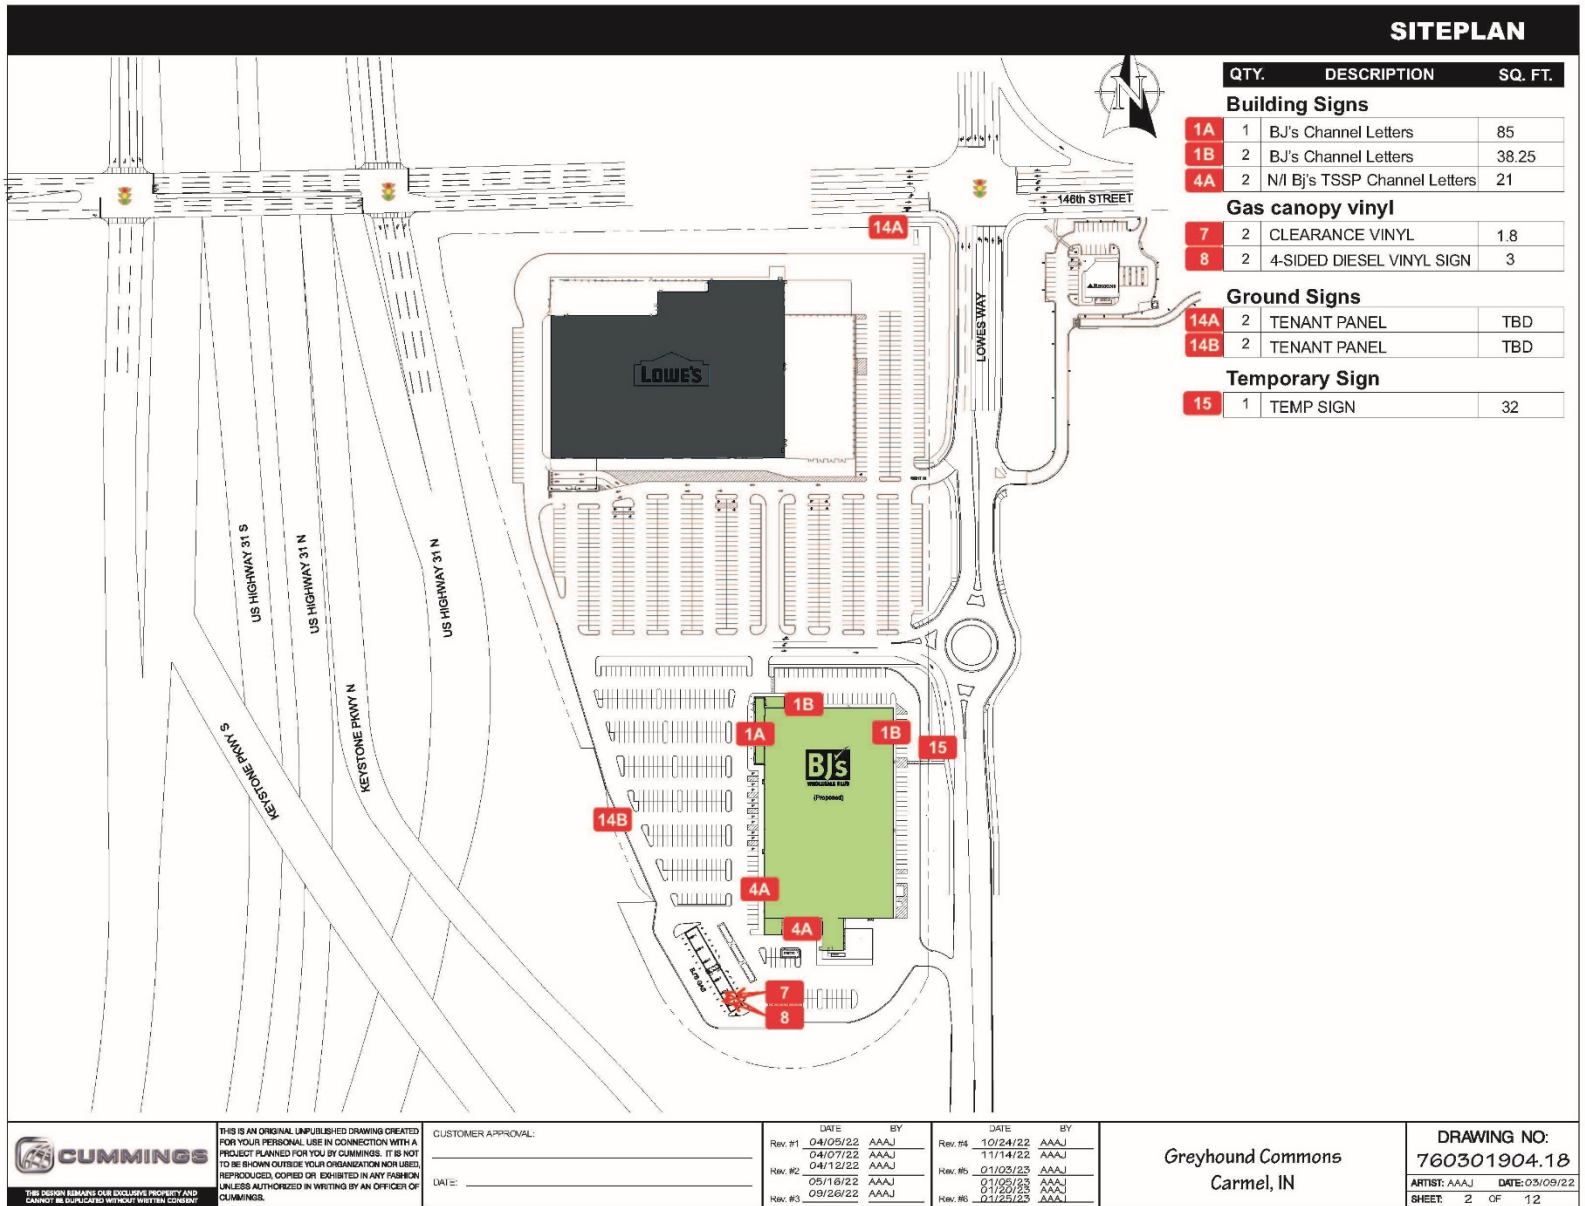 SITEPLAN
N
QTY. DESCRIPTION SQ. FT.
Building Signs
1A 1 BJ's Channel Letters 85
1B 2 BJ's Channel Letters 38.25
4A 2 N/I Bj's TSSP Channel Letters 21
Gas canopy vinyl
7 2 CLEARANCE VINYL 1.8
8 2 4-SIDED DIESEL VINYL SIGN 3
Ground Signs
14A 2 TENANT PANEL TBD
14B 2 TENANT PANEL TBD
Temporary Sign
15 1 TEMP SIGN 32
146th STREET
14A
LOWES WAY
LOWE'S
US HIGHWAY 31 S
US HIGHWAY 31 N
US HIGHWAY 31 N
KEYSTONE PKWY N
KEYSTONE PKWY S
1B
1A
1B
15
BJ's
WHOLESALE CLUB
(Proposed)
14B
4A
4A
BJ'S GAS
7
8
CUMMINGS
THIS DESIGN REMAINS OUR EXCLUSIVE PROPERTY AND
CANNOT BE DUPLICATED WITHOUT WRITTEN CONSENT
THIS IS AN ORIGINAL UNPUBLISHED DRAWING CREATED
FOR YOUR PERSONAL USE IN CONNECTION WITH A
PROJECT PLANNED FOR YOU BY CUMMINGS. IT IS NOT
TO BE SHOWN OUTSIDE YOUR ORGANIZATION NOR USED,
REPRODUCED, COPIED OR EXHIBITED IN ANY FASHION
UNLESS AUTHORIZED IN WRITING BY AN OFFICER OF
CUMMINGS.
CUSTOMER APPROVAL:
DATE:
DATE BY
Rev. #1 04/05/22 AAAJ
04/07/22 AAAJ
Rev. #2 04/12/22 AAAJ
05/16/22 AAAJ
Rev. #3 09/26/22 AAAJ
DATE BY
Rev. #4 10/24/22 AAAJ
11/14/22 AAAJ
Rev. #5 01/03/23 AAAJ
01/05/23 AAAJ
01/20/23 AAAJ
Rev. #6 01/25/23 AAAJ
Greyhound Commons
Carmel, IN
DRAWING NO:
760301904.18
ARTIST: AAAJ DATE: 03/09/22
SHEET: 2 OF 12